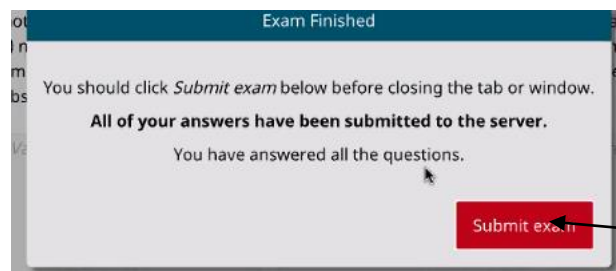 Exam Finished
You should click Submit exam below before closing the tab or window.
All of your answers have been submitted to the server.
You have answered all the questions.
Submit exam